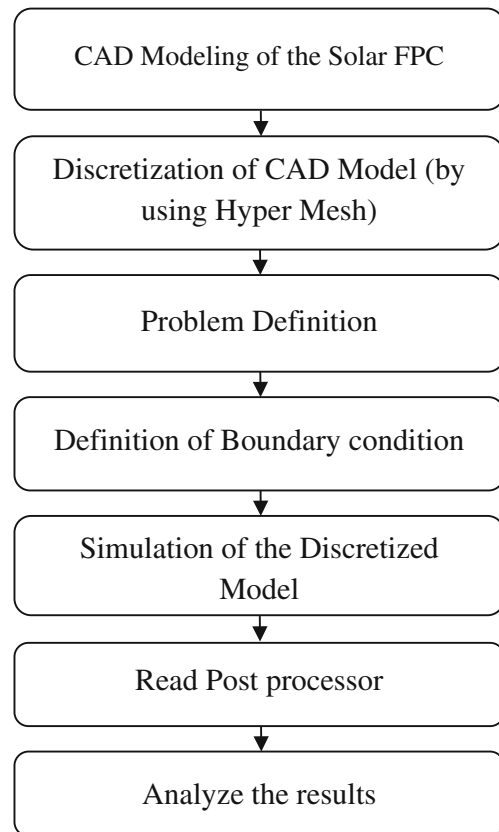 CAD Modeling of the Solar FPC
Discretization of CAD Model (by
using Hyper Mesh)
Problem Definition
Definition of Boundary condition
Simulation of the Discretized
Model
Read Post processor
Analyze the results